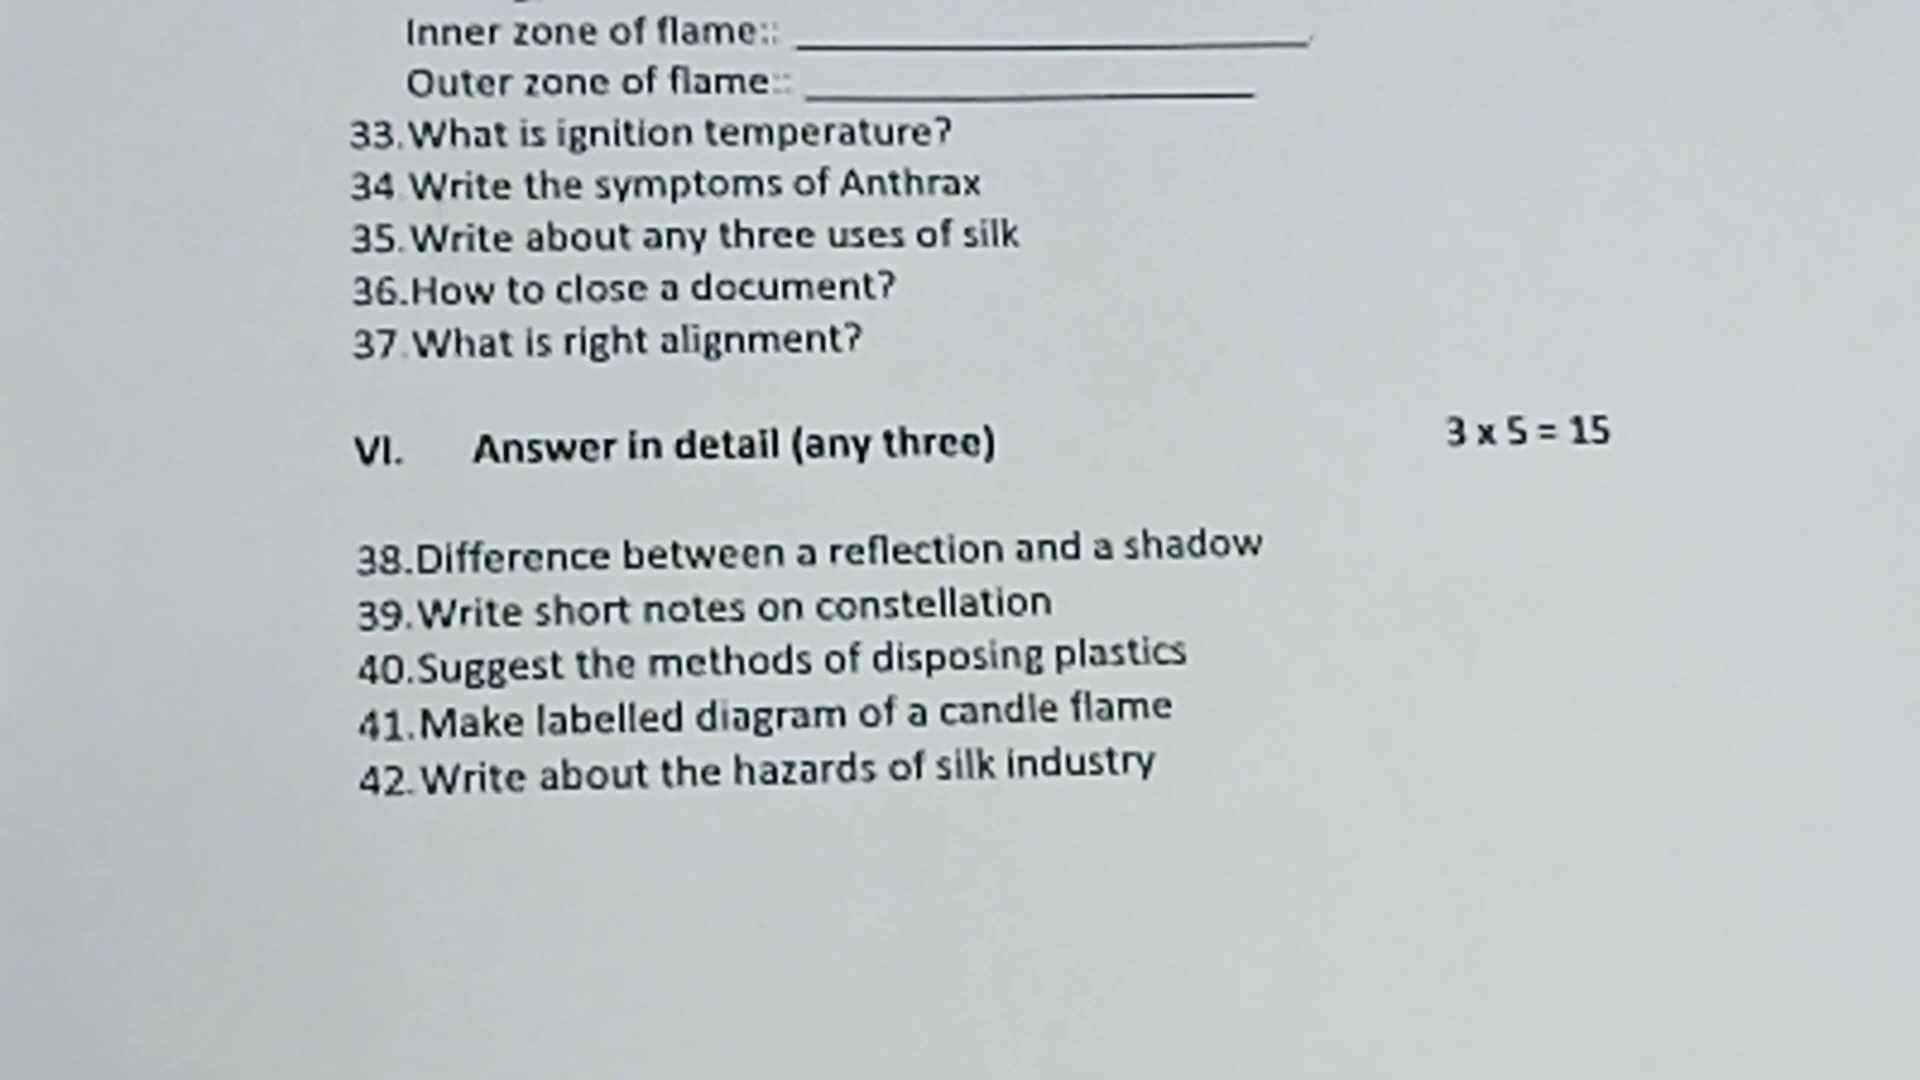 Inner zone of flame::
Outer zone of flame::
33.What is ignition temperature?
34.Write the symptoms of Anthrax
35.Write about any three uses of silk
36.How to close a document?
37.What is right alignment?
VI. Answer in detail (any three) 3 x 5 = 15
38.Difference between a reflection and a shadow
39.Write short notes on constellation
40.Suggest the methods of disposing plastics
41.Make labelled diagram of a candle flame
42.Write about the hazards of silk industry